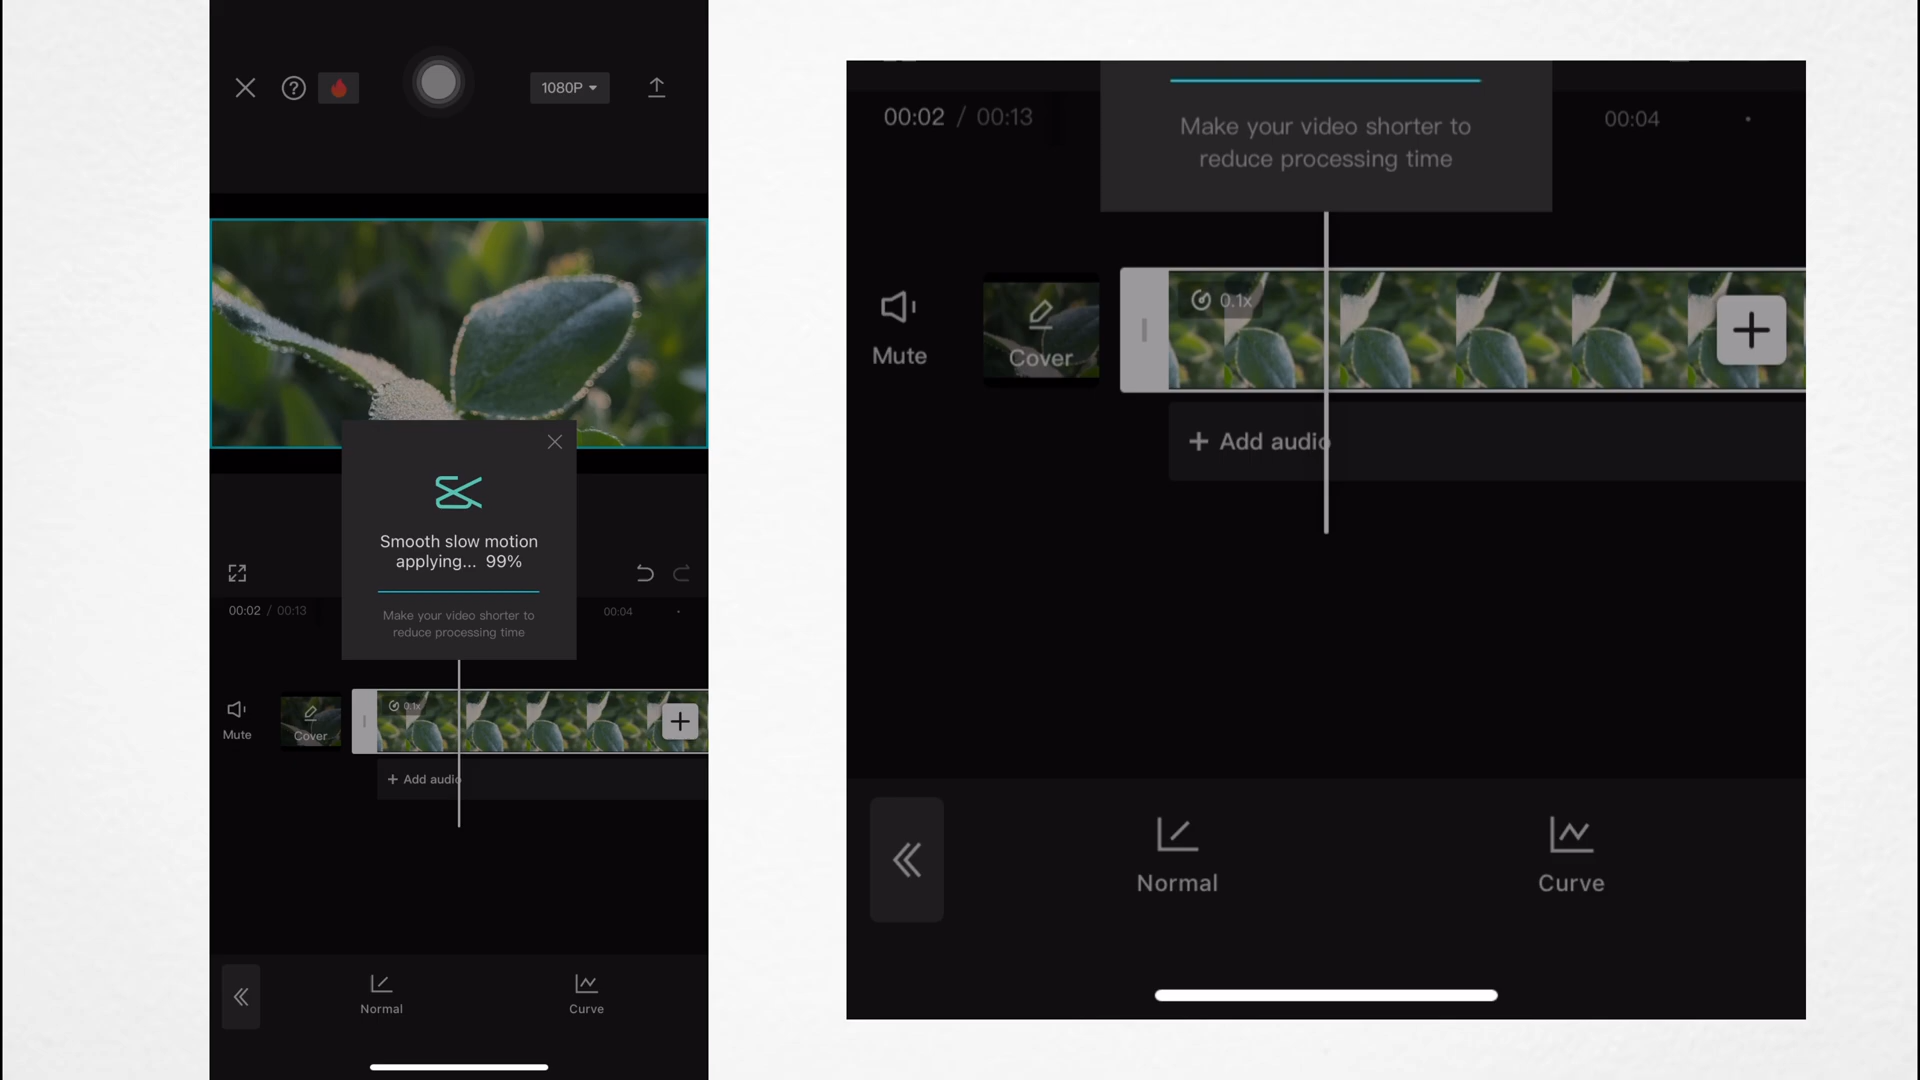 1080P
Smooth slow motion
applying... 99%
Make your video shorter to
reduce processing time
00:02 / 00:13
00:04
Mute
Cover
0.1x
+ Add audio
Normal
Curve
Make your video shorter to
reduce processing time
00:02 / 00:13
00:04
Mute
Cover
0.1x
+ Add audio
Normal
Curve